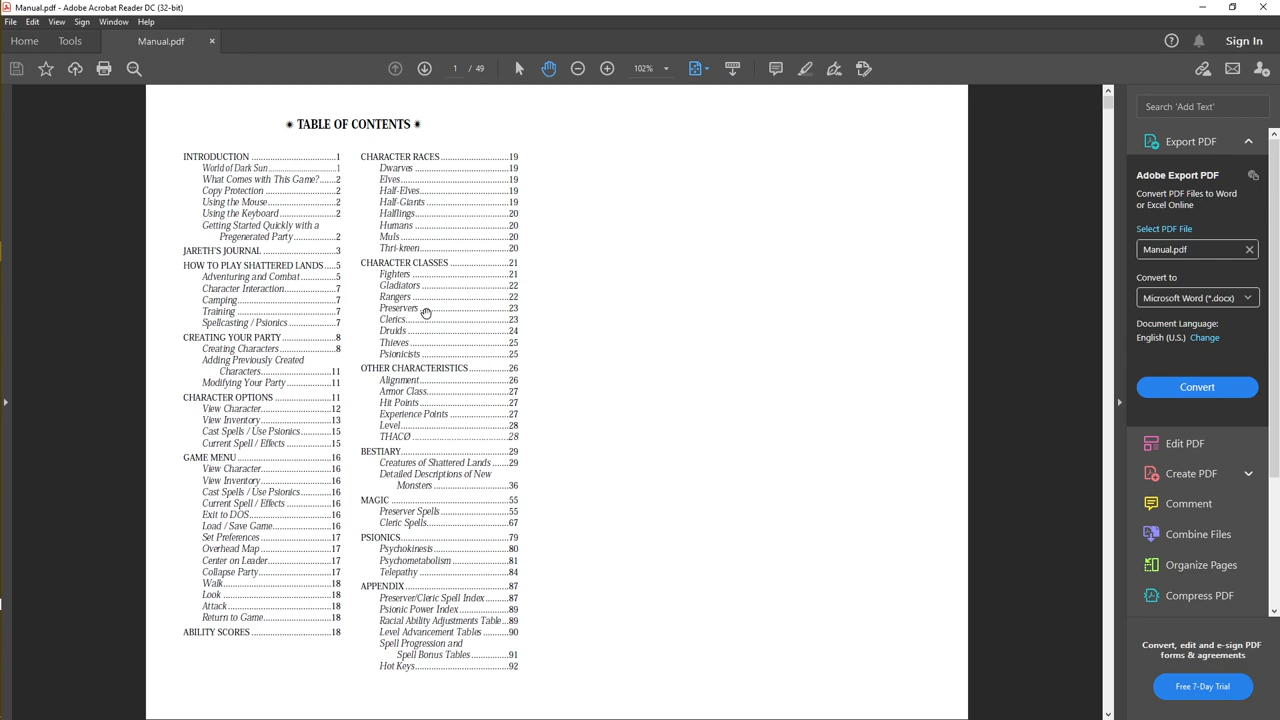 Manual.pdf - Adobe Acrobat Reader DC (32-bit)
File Edit View Sign Window Help
Home Tools Manual.pdf × Sign In
1 / 49 102%
✷ TABLE OF CONTENTS ✷
INTRODUCTION ..................................1
World of Dark Sun...........................1
What Comes with This Game?......2
Copy Protection ..............................2
Using the Mouse..............................2
Using the Keyboard........................2
Getting Started Quickly with a
Pregenerated Party..................2
JARETH'S JOURNAL ............................3
HOW TO PLAY SHATTERED LANDS.....5
Adventuring and Combat.............5
Character Interaction....................7
Camping......................................7
Training .......................................7
Spellcasting / Psionics ...................7
CREATING YOUR PARTY ......................8
Creating Characters ......................8
Adding Previously Created
Characters..............................11
Modifying Your Party ..................11
CHARACTER OPTIONS .......................11
View Character............................12
View Inventory............................13
Cast Spells / Use Psionics............15
Current Spell / Effects .................15
GAME MENU .....................................16
View Character............................16
View Inventory............................16
Cast Spells / Use Psionics............16
Current Spell / Effects .................16
Exit to DOS.................................16
Load / Save Game.......................16
Set Preferences ............................17
Overhead Map ............................17
Center on Leader.........................17
Collapse Party.............................17
Walk............................................18
Look ............................................18
Attack..........................................18
Return to Game...........................18
ABILITY SCORES ................................18
CHARACTER RACES...........................19
Dwarves ......................................19
Elves............................................19
Half-Elves....................................19
Half-Giants .................................19
Halflings......................................20
Humans ......................................20
Muls ............................................20
Thri-kreen...................................20
CHARACTER CLASSES .......................21
Fighters .......................................21
Gladiators ...................................22
Rangers .......................................22
Preservers ...................................23
Clerics.........................................23
Druids .........................................24
Thieves ........................................25
Psionicists ...................................25
OTHER CHARACTERISTICS................26
Alignment....................................26
Armor Class.................................27
Hit Points.....................................27
Experience Points ........................27
Level............................................28
THACØ .......................................28
BESTIARY...........................................29
Creatures of Shattered Lands ......29
Detailed Descriptions of New
Monsters ................................36
MAGIC ..............................................55
Preserver Spells...........................55
Cleric Spells.................................67
PSIONICS...........................................79
Psychokinesis...............................80
Psychometabolism ......................81
Telepathy ....................................84
APPENDIX .........................................87
Preserver/Cleric Spell Index.........87
Psionic Power Index....................89
Racial Ability Adjustments Table...89
Level Advancement Tables ..........90
Spell Progression and
Spell Bonus Tables...............91
Hot Keys......................................92
Search 'Add Text'
Export PDF
Adobe Export PDF
Convert PDF Files to Word
or Excel Online
Select PDF File
Manual.pdf
Convert to
Microsoft Word (*.docx)
Document Language:
English (U.S.) Change
Convert
Edit PDF
Create PDF
Comment
Combine Files
Organize Pages
Compress PDF
Convert, edit and e-sign PDF
forms & agreements
Free 7-Day Trial